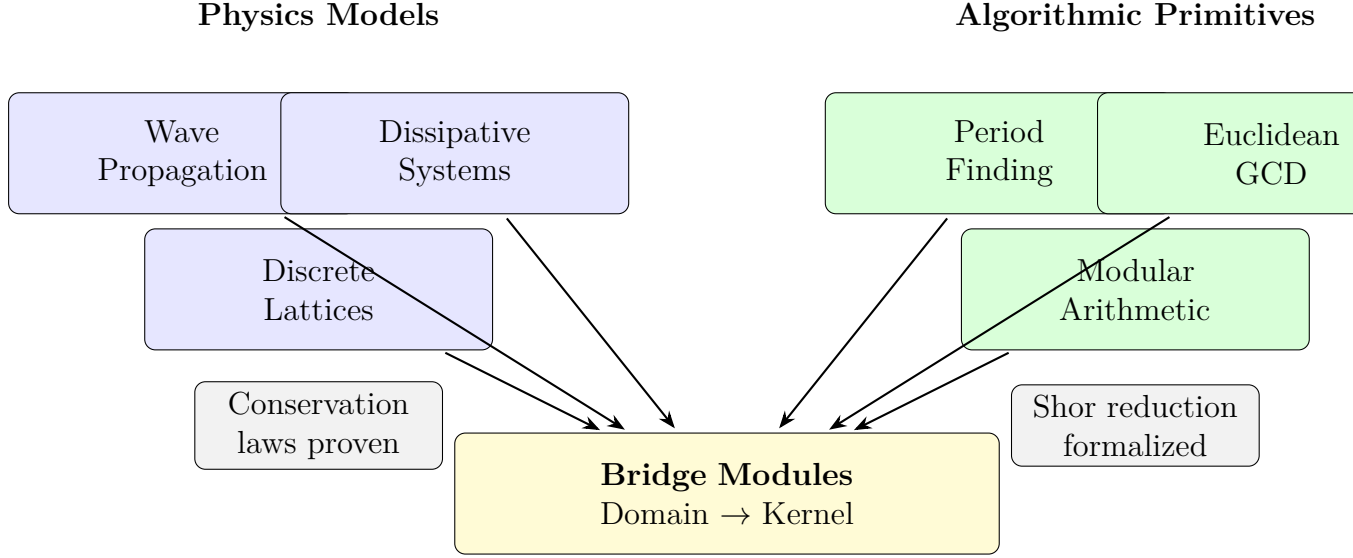 Physics Models
Algorithmic Primitives
Wave
Propagation
Dissipative
Systems
Period
Finding
Euclidean
GCD
Discrete
Lattices
Modular
Arithmetic
Conservation
laws proven
Shor reduction
formalized
Bridge Modules
Domain → Kernel